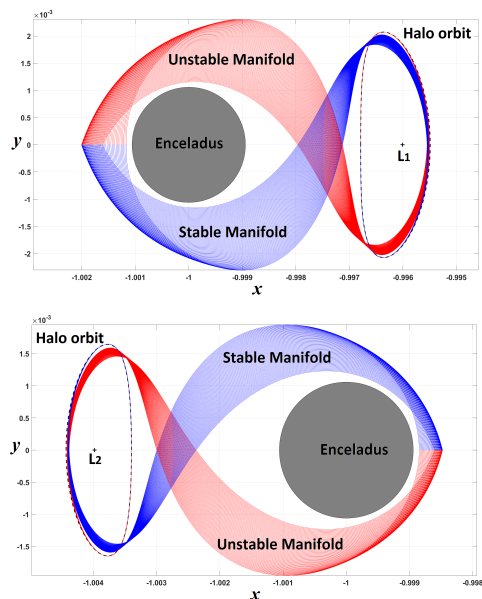 ×10⁻³
Halo orbit
2
Unstable Manifold
1.5
1
0.5
y
0
Enceladus
L1
-0.5
-1
-1.5
Stable Manifold
-2
-1.002 -1.001 -1 -0.999 -0.998 -0.997 -0.996 -0.995
x
×10⁻³
Halo orbit
1.5
Stable Manifold
1
0.5
y
0
L2
Enceladus
-0.5
-1
-1.5
Unstable Manifold
-1.004 -1.003 -1.002 -1.001 -1 -0.999 -0.998
x